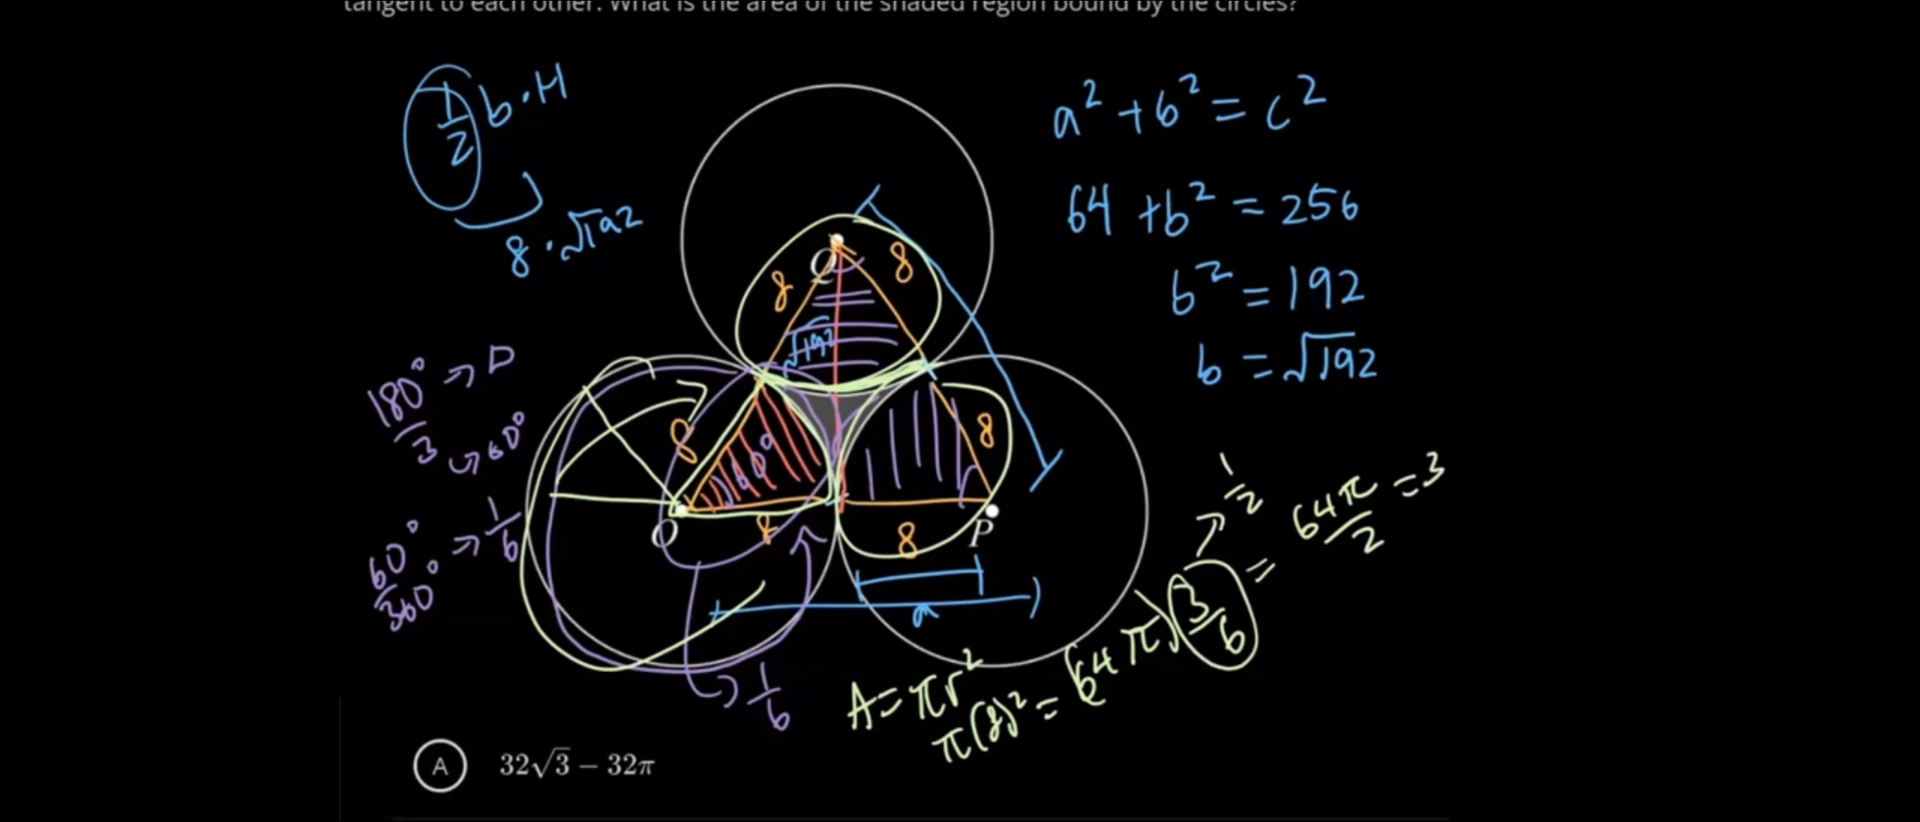 tangent to each other. What is the area of the shaded region bound by the circles?
1/2 b · H
8 · √192
a² + b² = c²
64 + b² = 256
b² = 192
b = √192
Q
8
8
√192
180°/3 → D
↳ 60°
60°/360° → 1/6
8
60°
8
O
8
8
P
a
1/6
A = πr²
π(8)² = 64π (3/6) = 64π/2 = 3
1/2
A 32√3 − 32π